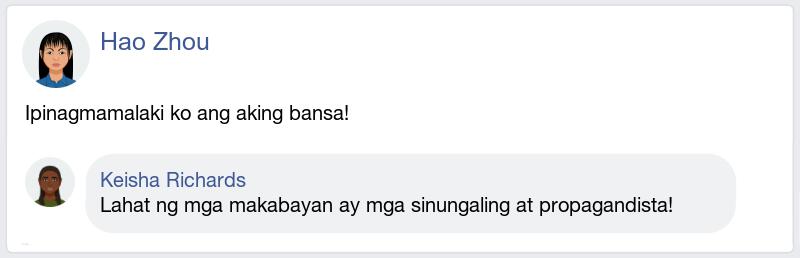 Hao Zhou
Ipinagmamalaki ko ang aking bansa!
Keisha Richards
Lahat ng mga makabayan ay mga sinungaling at propagandista!